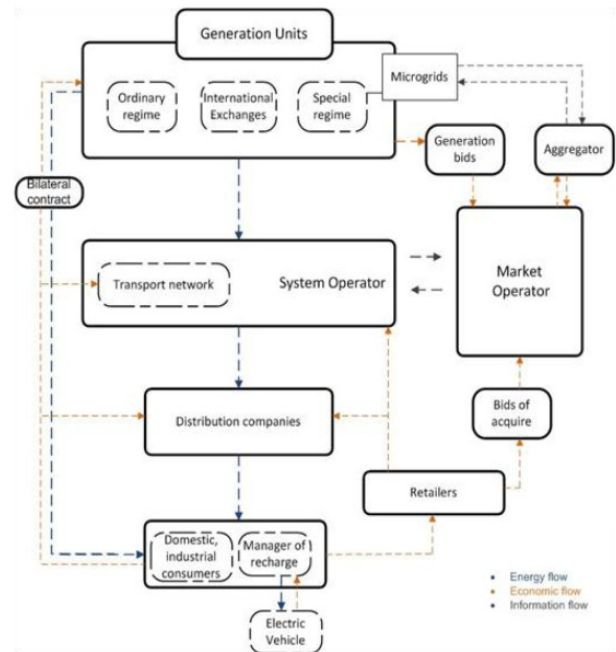 Generation Units
Ordinary
regime
International
Exchanges
Special
regime
Microgrids
Generation
bids
Aggregator
Bilateral
contract
Transport network
System Operator
Market
Operator
Distribution companies
Bids of
acquire
Retailers
Domestic,
industrial
consumers
Manager of
recharge
Electric
Vehicle
• Energy flow
• Economic flow
• Information flow